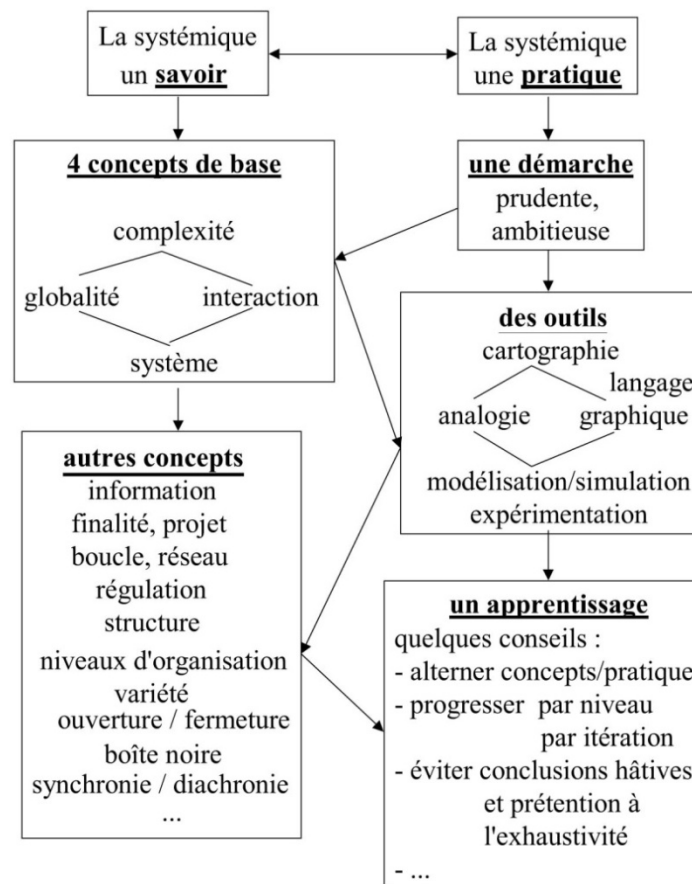 La systémique
un savoir
La systémique
une pratique
4 concepts de base
complexité
globalité interaction
système
une démarche
prudente,
ambitieuse
des outils
cartographie
langage
analogie graphique
modélisation/simulation
expérimentation
autres concepts
information
finalité, projet
boucle, réseau
régulation
structure
niveaux d'organisation
variété
ouverture / fermeture
boîte noire
synchronie / diachronie
...
un apprentissage
quelques conseils :
- alterner concepts/pratique
- progresser par niveau
par itération
- éviter conclusions hâtives
et prétention à
l'exhaustivité
- ...